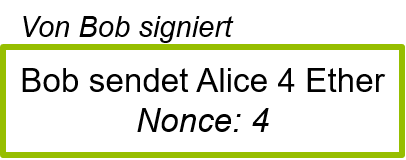 Von Bob signiert
Bob sendet Alice 4 Ether
Nonce: 4